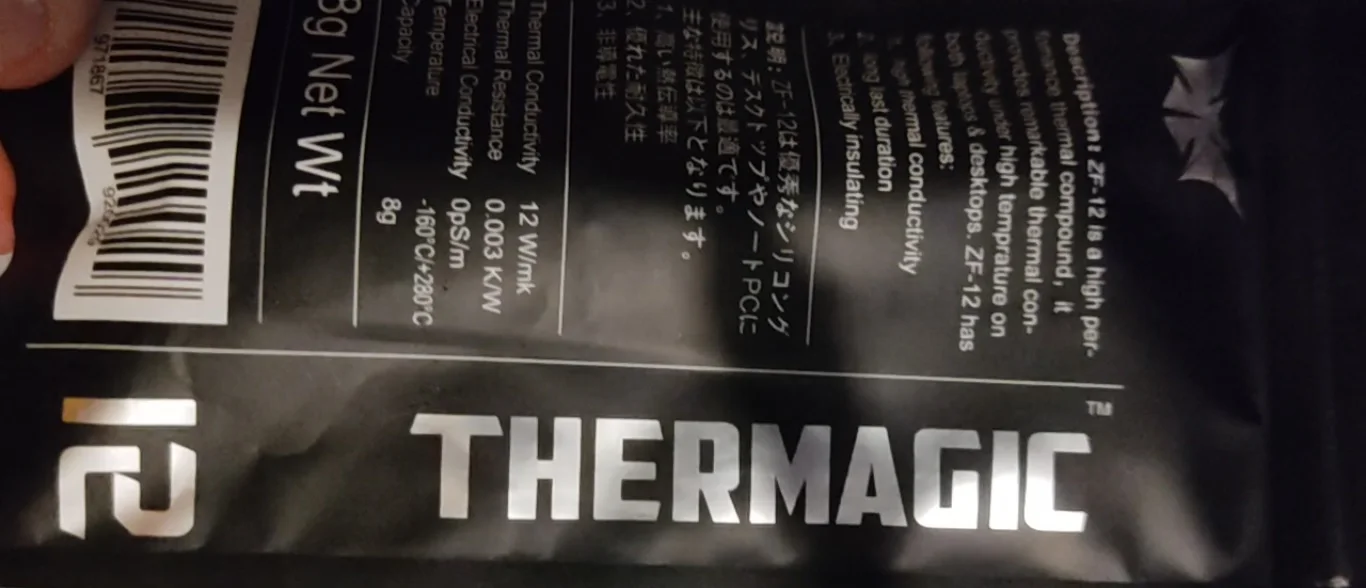 THERMAGIC
TM
12
Description: ZF-12 is a high per-
formance thermal compound, it
provides remarkable thermal con-
ductivity under high temprature on
both laptops & desktops. ZF-12 has
following features:
1. high thermal conductivity
2. long last duration
3. Electrically insulating
説明：ZF-12は優秀なシリコング
リス デスクトップやノートPCに
使用するのは最適です。
主な特徴は以下となります。
1、高い熱伝導率
2、優れた耐久性
3、非導電性
Thermal Conductivity 12 W/mk
Thermal Resistance 0.003 K/W
Electrical Conductivity 0pS/m
Temperature -160°C/+280°C
Capacity 8g
8g Net Wt
971867